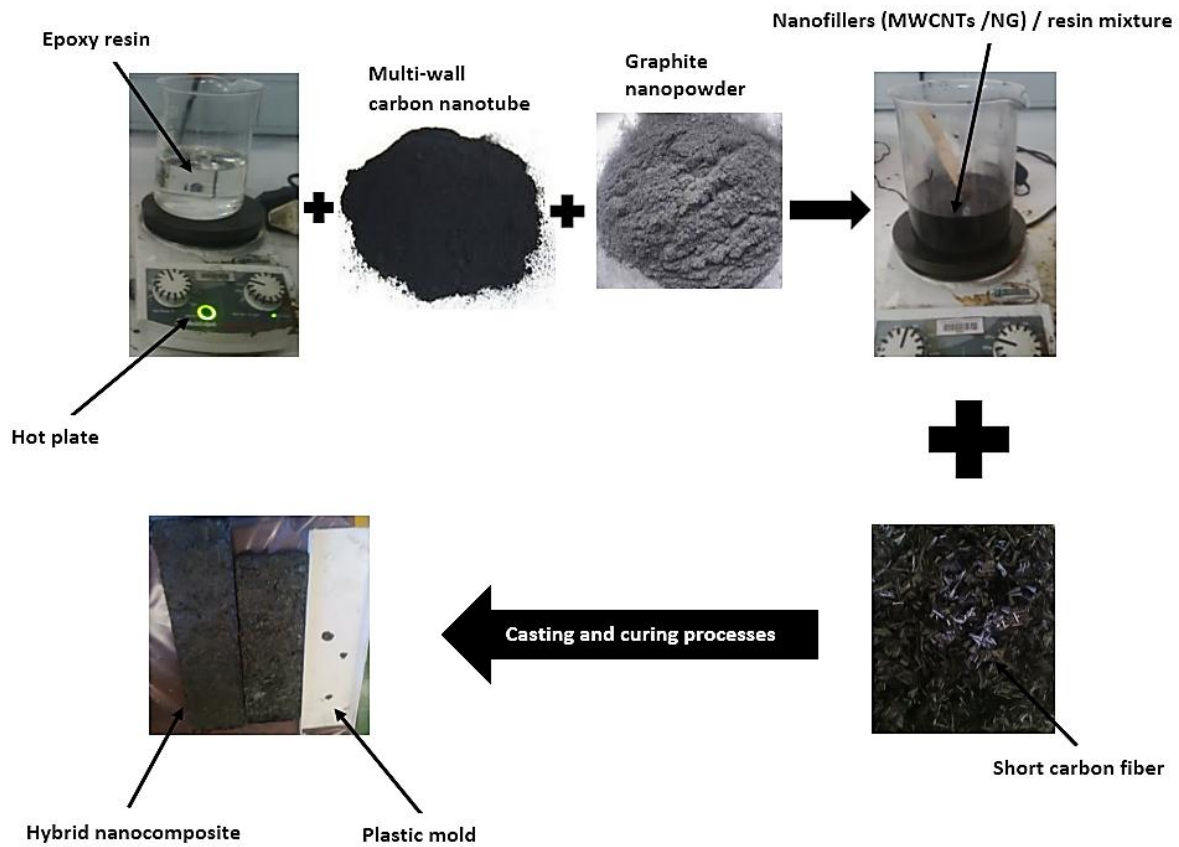 Epoxy resin
Multi-wall
carbon nanotube
Graphite
nanopowder
Nanofillers (MWCNTs /NG) / resin mixture
Hot plate
Casting and curing processes
Short carbon fiber
Hybrid nanocomposite
Plastic mold